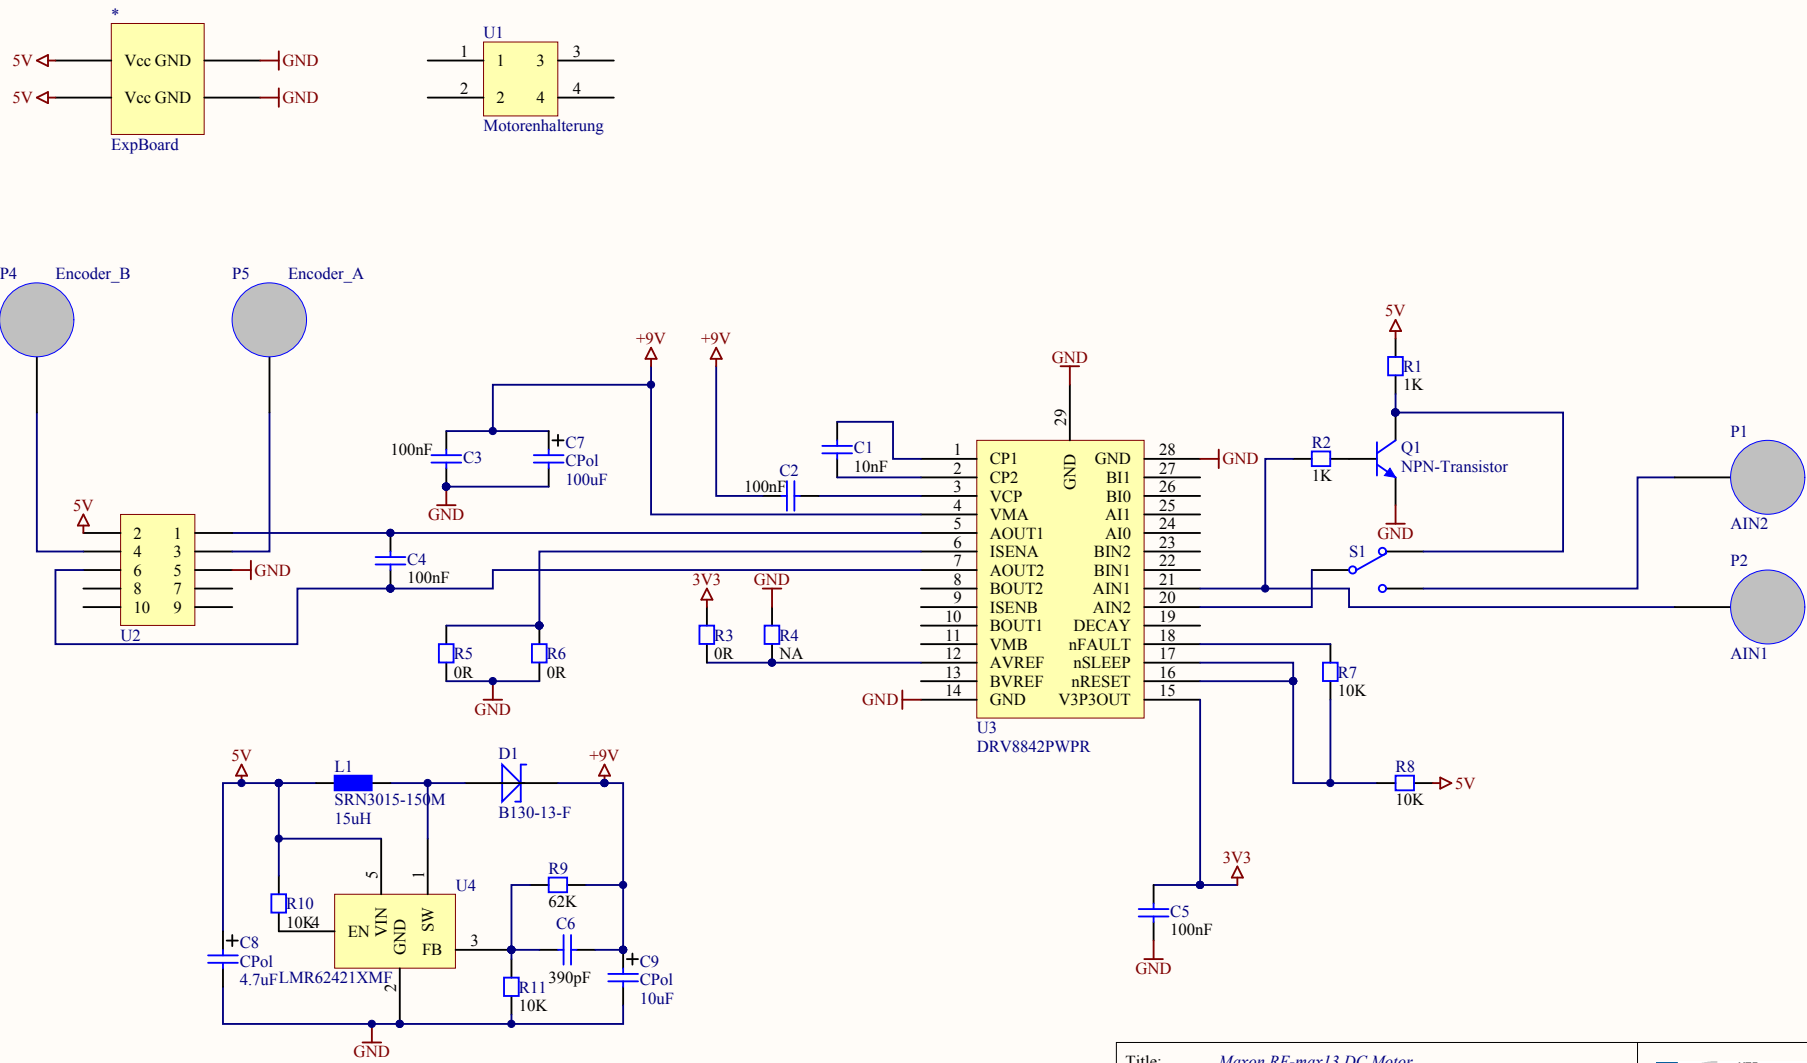 *
5V Vcc GND GND
5V Vcc GND GND
ExpBoard
U1
1 1 3 3
2 2 4 4
Motorenhalterung
P4 Encoder_B
P5 Encoder_A
+9V
+9V
100nF C3
C7
CPol
100uF
GND
C2
100nF
C1
10nF
5V
2 1
4 3
6 5 GND
8 7
10 9
U2
C4
100nF
R5
0R
R6
0R
GND
3V3
GND
R3
0R
R4
NA
GND
29
GND
1 CP1 GND 28 GND
2 CP2 BI1 27
3 VCP BI0 26
4 VMA AI1 25
5 AOUT1 AI0 24
6 ISENA BIN2 23
7 AOUT2 BIN1 22
8 BOUT2 AIN1 21
9 ISENB AIN2 20
10 BOUT1 DECAY 19
11 VMB nFAULT 18
12 AVREF nSLEEP 17
13 BVREF nRESET 16
GND 14 GND V3P3OUT 15
U3
DRV8842PWPR
5V
R1
1K
R2
1K
Q1
NPN-Transistor
GND
S1
P1
AIN2
P2
AIN1
R7
10K
R8
10K
5V
3V3
C5
100nF
GND
5V
L1
SRN3015-150M
15uH
D1
B130-13-F
+9V
R10
10K
4
5
1
U4
EN
VIN
GND
SW
FB
3
2
LMR62421XMF
R9
62K
C6
390pF
R11
10K
C8
CPol
4.7uF
C9
CPol
10uF
GND
Title: Maxon RE-max13 DC Motor